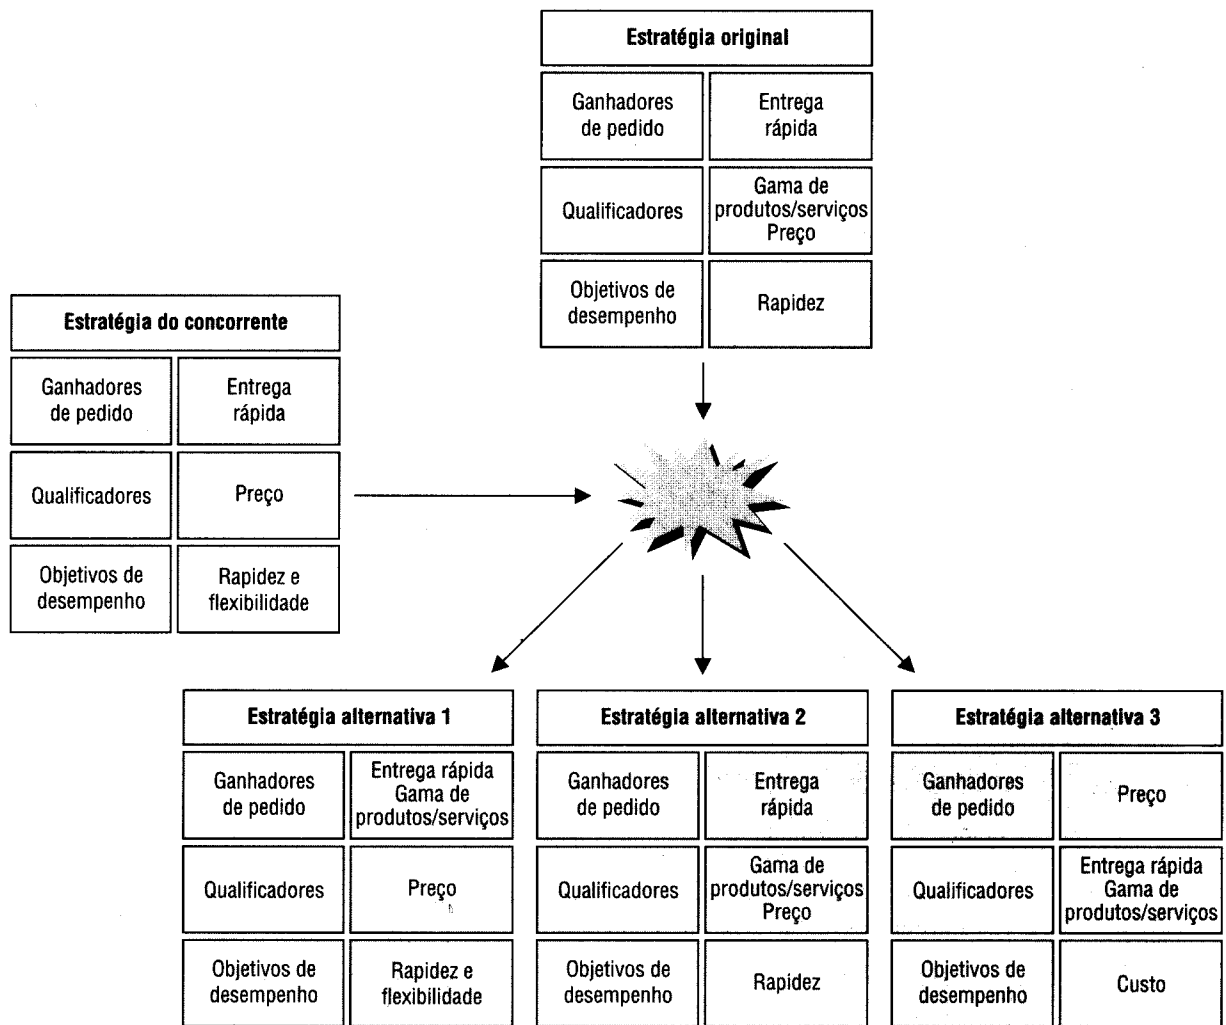 Estratégia original
Ganhadores
de pedido
Entrega
rápida
Qualificadores
Gama de
produtos/serviços
Preço
Objetivos de
desempenho
Rapidez
Estratégia do concorrente
Ganhadores
de pedido
Entrega
rápida
Qualificadores
Preço
Objetivos de
desempenho
Rapidez e
flexibilidade
Estratégia alternativa 1
Ganhadores
de pedido
Entrega rápida
Gama de
produtos/serviços
Qualificadores
Preço
Objetivos de
desempenho
Rapidez e
flexibilidade
Estratégia alternativa 2
Ganhadores
de pedido
Entrega
rápida
Qualificadores
Gama de
produtos/serviços
Preço
Objetivos de
desempenho
Rapidez
Estratégia alternativa 3
Ganhadores
de pedido
Preço
Qualificadores
Entrega rápida
Gama de
produtos/serviços
Objetivos de
desempenho
Custo